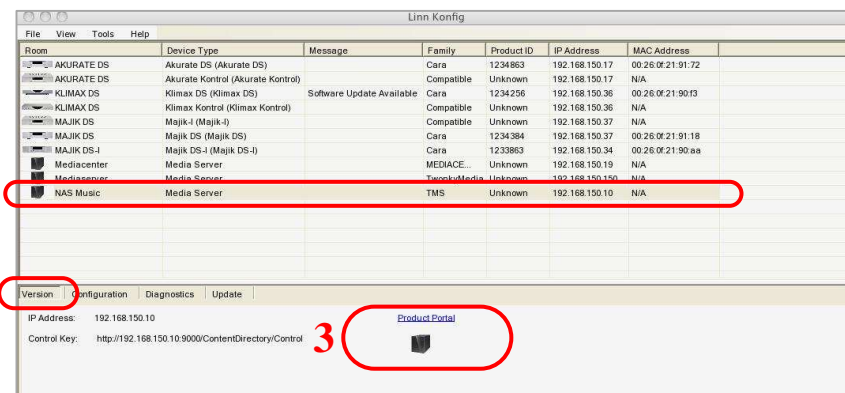 Linn Konfig
File View Tools Help
Room Device Type Message Family Product ID IP Address MAC Address
AKURATE DS Akurate DS (Akurate DS) Cara 1234863 192.168.150.17 00:26:0f:21:91:72
AKURATE DS Akurate Kontrol (Akurate Kontrol) Compatible Unknown 192.168.150.17 N/A
KLIMAX DS Klimax DS (Klimax DS) Software Update Available Cara 1234256 192.168.150.36 00:26:0f:21:90:f3
KLIMAX DS Klimax Kontrol (Klimax Kontrol) Compatible Unknown 192.168.150.36 N/A
MAJIK DS Majik-I (Majik-I) Compatible Unknown 192.168.150.37 N/A
MAJIK DS Majik DS (Majik DS) Cara 1234384 192.168.150.37 00:26:0f:21:91:18
MAJIK DS-I Majik DS-I (Majik DS-I) Cara 1233863 192.168.150.34 00:26:0f:21:90:aa
Mediacenter Media Server MEDIACE... Unknown 192.168.150.19 N/A
Mediaserver Media Server TwonkyMedia Unknown 192.168.150.150 N/A
NAS Music Media Server TMS Unknown 192.168.150.10 N/A
Version Configuration Diagnostics Update
IP Address: 192.168.150.10 Product Portal
Control Key: http://192.168.150.10:9000/ContentDirectory/Control 3